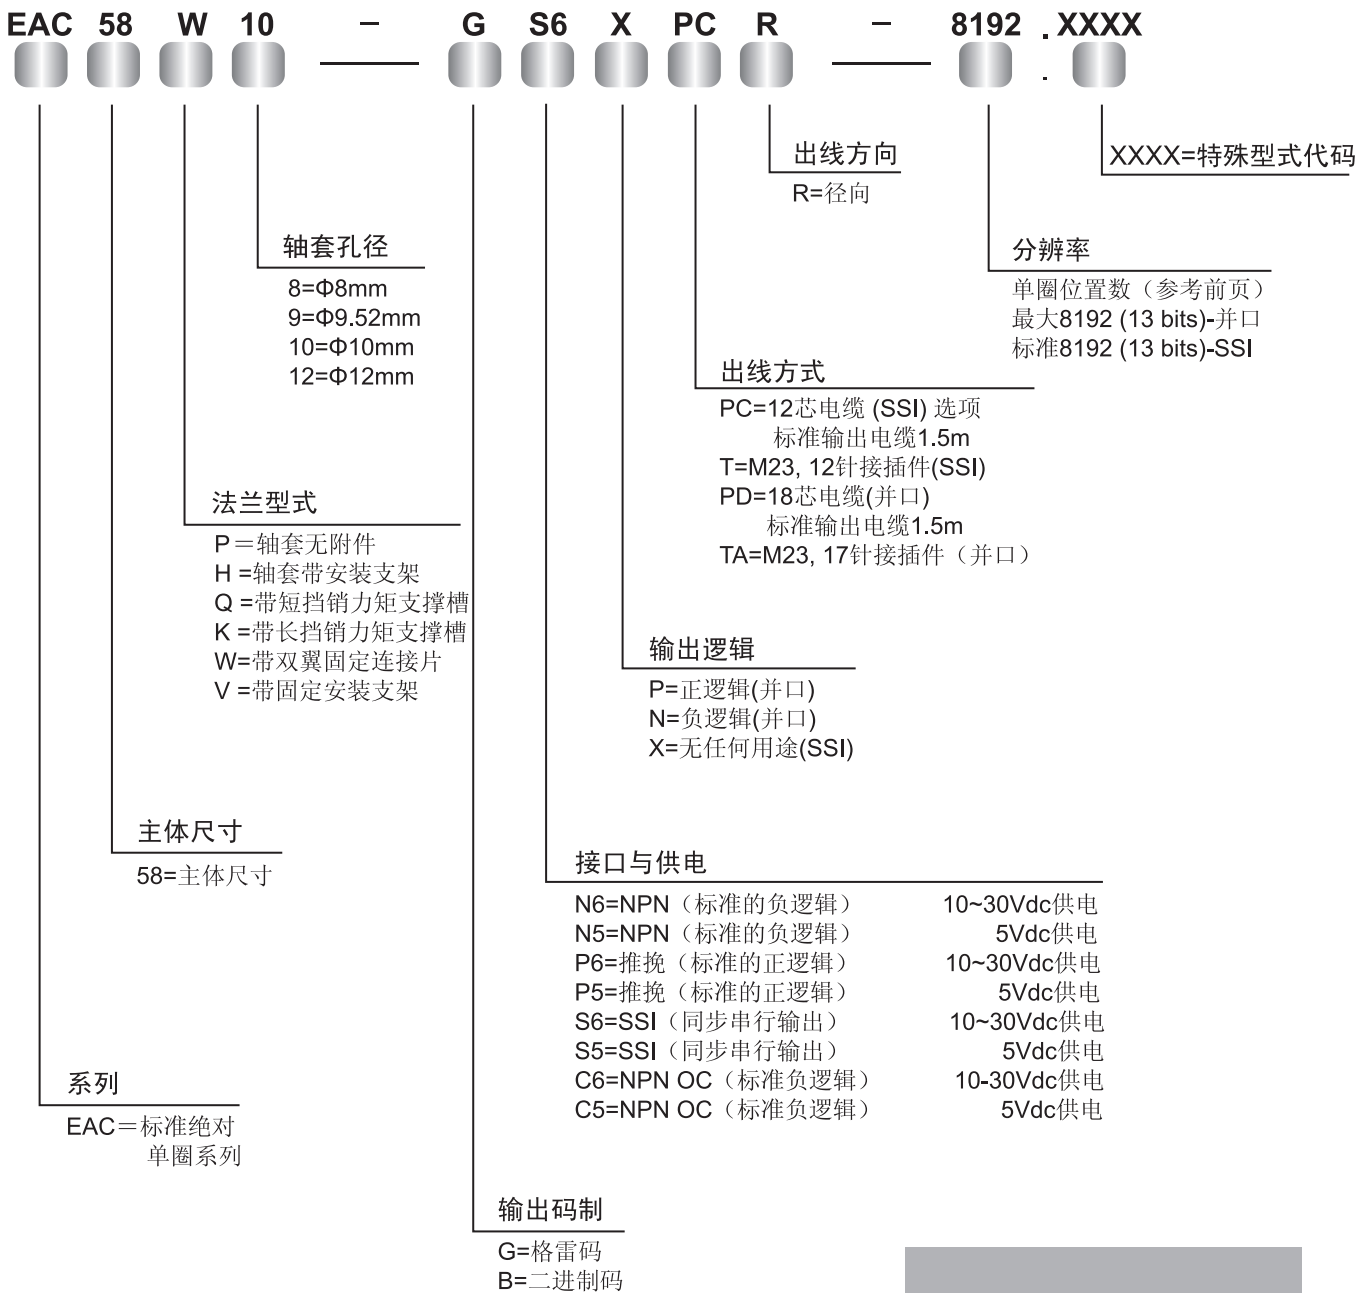 EAC 58 W 10 – G S6 X PC R – 8192 . XXXX
出线方向
R=径向
XXXX=特殊型式代码
轴套孔径
8=Φ8mm
9=Φ9.52mm
10=Φ10mm
12=Φ12mm
分辨率
单圈位置数（参考前页）
最大8192 (13 bits)-并口
标准8192 (13 bits)-SSI
出线方式
PC=12芯电缆 (SSI) 选项
标准输出电缆1.5m
T=M23, 12针接插件(SSI)
PD=18芯电缆(并口)
标准输出电缆1.5m
TA=M23, 17针接插件（并口）
法兰型式
P＝轴套无附件
H =轴套带安装支架
Q =带短挡销力矩支撑槽
K =带长挡销力矩支撑槽
W=带双翼固定连接片
V =带固定安装支架
输出逻辑
P=正逻辑(并口)
N=负逻辑(并口)
X=无任何用途(SSI)
主体尺寸
58=主体尺寸
接口与供电
N6=NPN（标准的负逻辑） 10~30Vdc供电
N5=NPN（标准的负逻辑） 5Vdc供电
P6=推挽（标准的正逻辑） 10~30Vdc供电
P5=推挽（标准的正逻辑） 5Vdc供电
S6=SSI（同步串行输出） 10~30Vdc供电
S5=SSI（同步串行输出） 5Vdc供电
C6=NPN OC（标准负逻辑） 10-30Vdc供电
C5=NPN OC（标准负逻辑） 5Vdc供电
系列
EAC＝标准绝对
单圈系列
输出码制
G=格雷码
B=二进制码